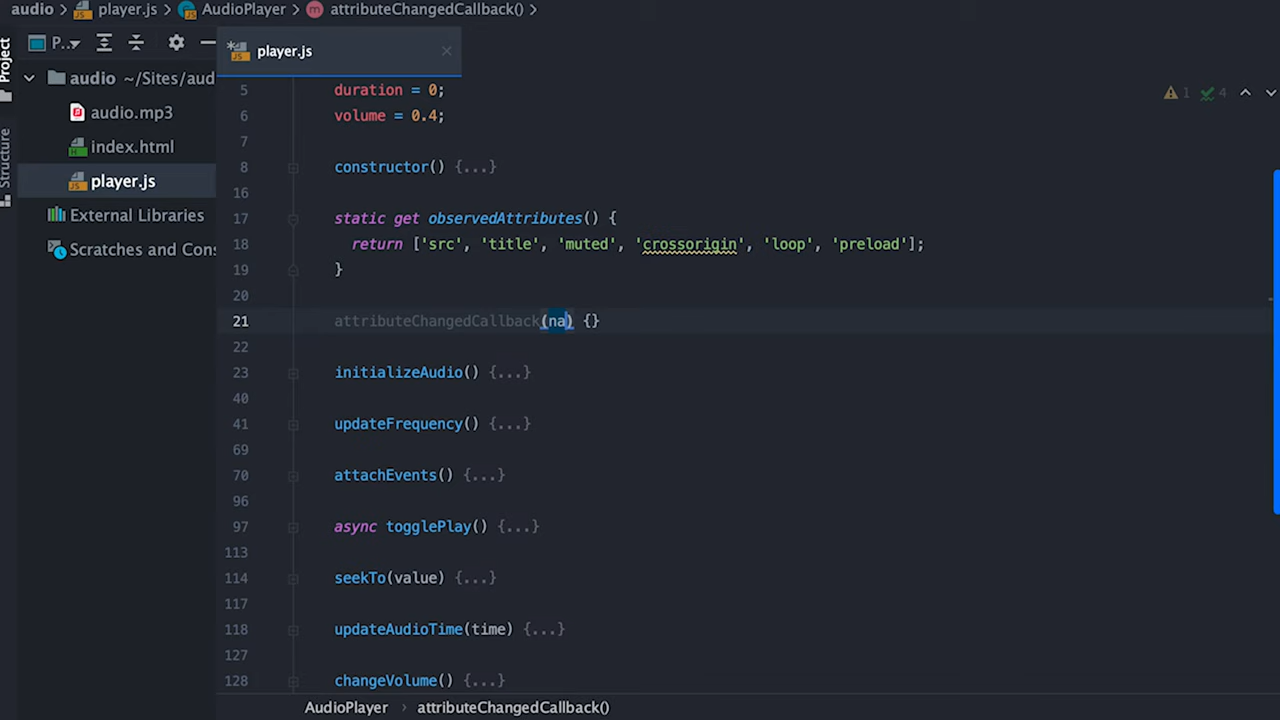 audio > player.js > AudioPlayer > m attributeChangedCallback() >
Project
Structure
P..▾
player.js
audio ~/Sites/aud
audio.mp3
index.html
player.js
External Libraries
Scratches and Cons
1 4
5 duration = 0;
6 volume = 0.4;
7
8 constructor() {...}
16
17 static get observedAttributes() {
18 return ['src', 'title', 'muted', 'crossorigin', 'loop', 'preload'];
19 }
20
21 attributeChangedCallback(na) {}
22
23 initializeAudio() {...}
40
41 updateFrequency() {...}
69
70 attachEvents() {...}
96
97 async togglePlay() {...}
113
114 seekTo(value) {...}
117
118 updateAudioTime(time) {...}
127
128 changeVolume() {...}
AudioPlayer > attributeChangedCallback()